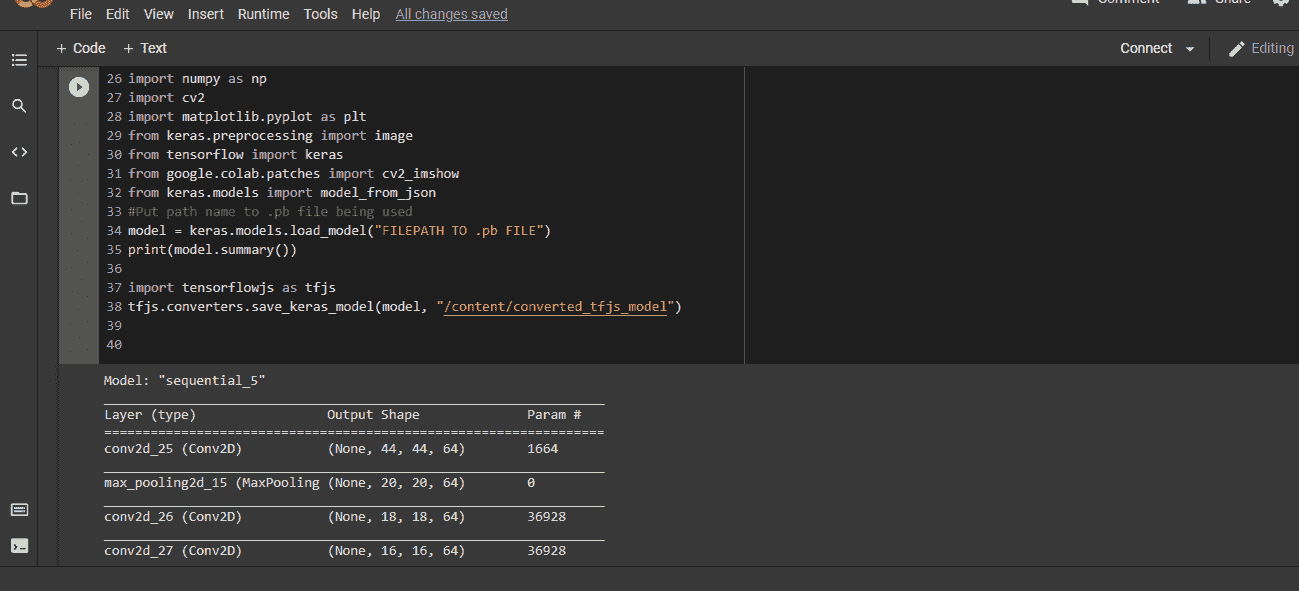 Comment Share
File Edit View Insert Runtime Tools Help All changes saved
+ Code + Text Connect Editing
26 import numpy as np
27 import cv2
28 import matplotlib.pyplot as plt
29 from keras.preprocessing import image
30 from tensorflow import keras
31 from google.colab.patches import cv2_imshow
32 from keras.models import model_from_json
33 #Put path name to .pb file being used
34 model = keras.models.load_model("FILEPATH TO .pb FILE")
35 print(model.summary())
36
37 import tensorflowjs as tfjs
38 tfjs.converters.save_keras_model(model, "/content/converted_tfjs_model")
39
40
Model: "sequential_5"
_________________________________________________________________
Layer (type) Output Shape Param #
=================================================================
conv2d_25 (Conv2D) (None, 44, 44, 64) 1664
_________________________________________________________________
max_pooling2d_15 (MaxPooling (None, 20, 20, 64) 0
_________________________________________________________________
conv2d_26 (Conv2D) (None, 18, 18, 64) 36928
_________________________________________________________________
conv2d_27 (Conv2D) (None, 16, 16, 64) 36928